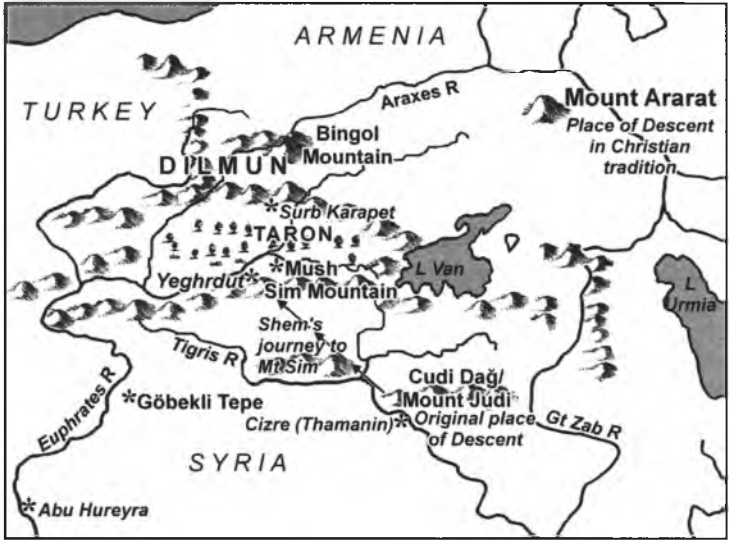 ARMENIA
TURKEY
Araxes R
Mount Ararat
Place of Descent
in Christian
tradition
Bingol
Mountain
DILMUN
*Surb Karapet
TARON
Yeghrdut*
*Mush
Sim Mountain
L Van
L
Urmia
Shem's
journey to
Mt Sim
Tigris R
Cudi Dağ/
Mount Judi
Original place
of Descent
Cizre (Thamanin)*
Gt Zab R
Euphrates R
*Göbekli Tepe
SYRIA
*Abu Hureyra